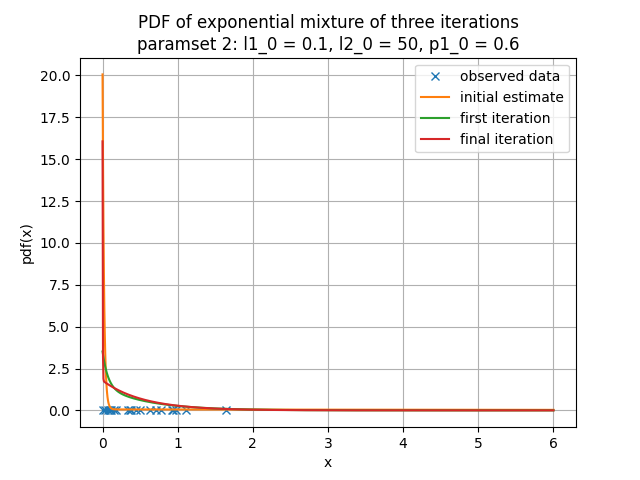 PDF of exponential mixture of three iterations
paramset 2: l1_0 = 0.1, l2_0 = 50, p1_0 = 0.6
observed data
initial estimate
first iteration
final iteration
20.0
17.5
15.0
12.5
10.0
7.5
5.0
2.5
0.0
pdf(x)
0 1 2 3 4 5 6
x